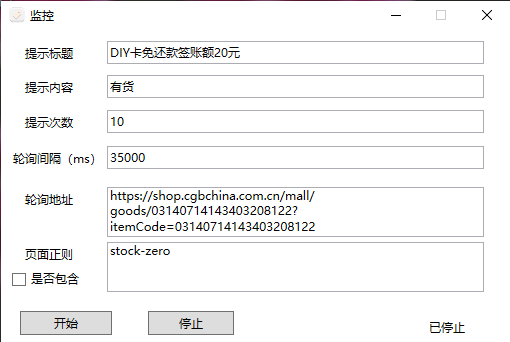 监控
提示标题 DIY卡免还款签账额20元
提示内容 有货
提示次数 10
轮询间隔（ms） 35000
轮询地址 https://shop.cgbchina.com.cn/mall/
goods/03140714143403208122?
itemCode=03140714143403208122
页面正则 stock-zero
是否包含
开始 停止 已停止